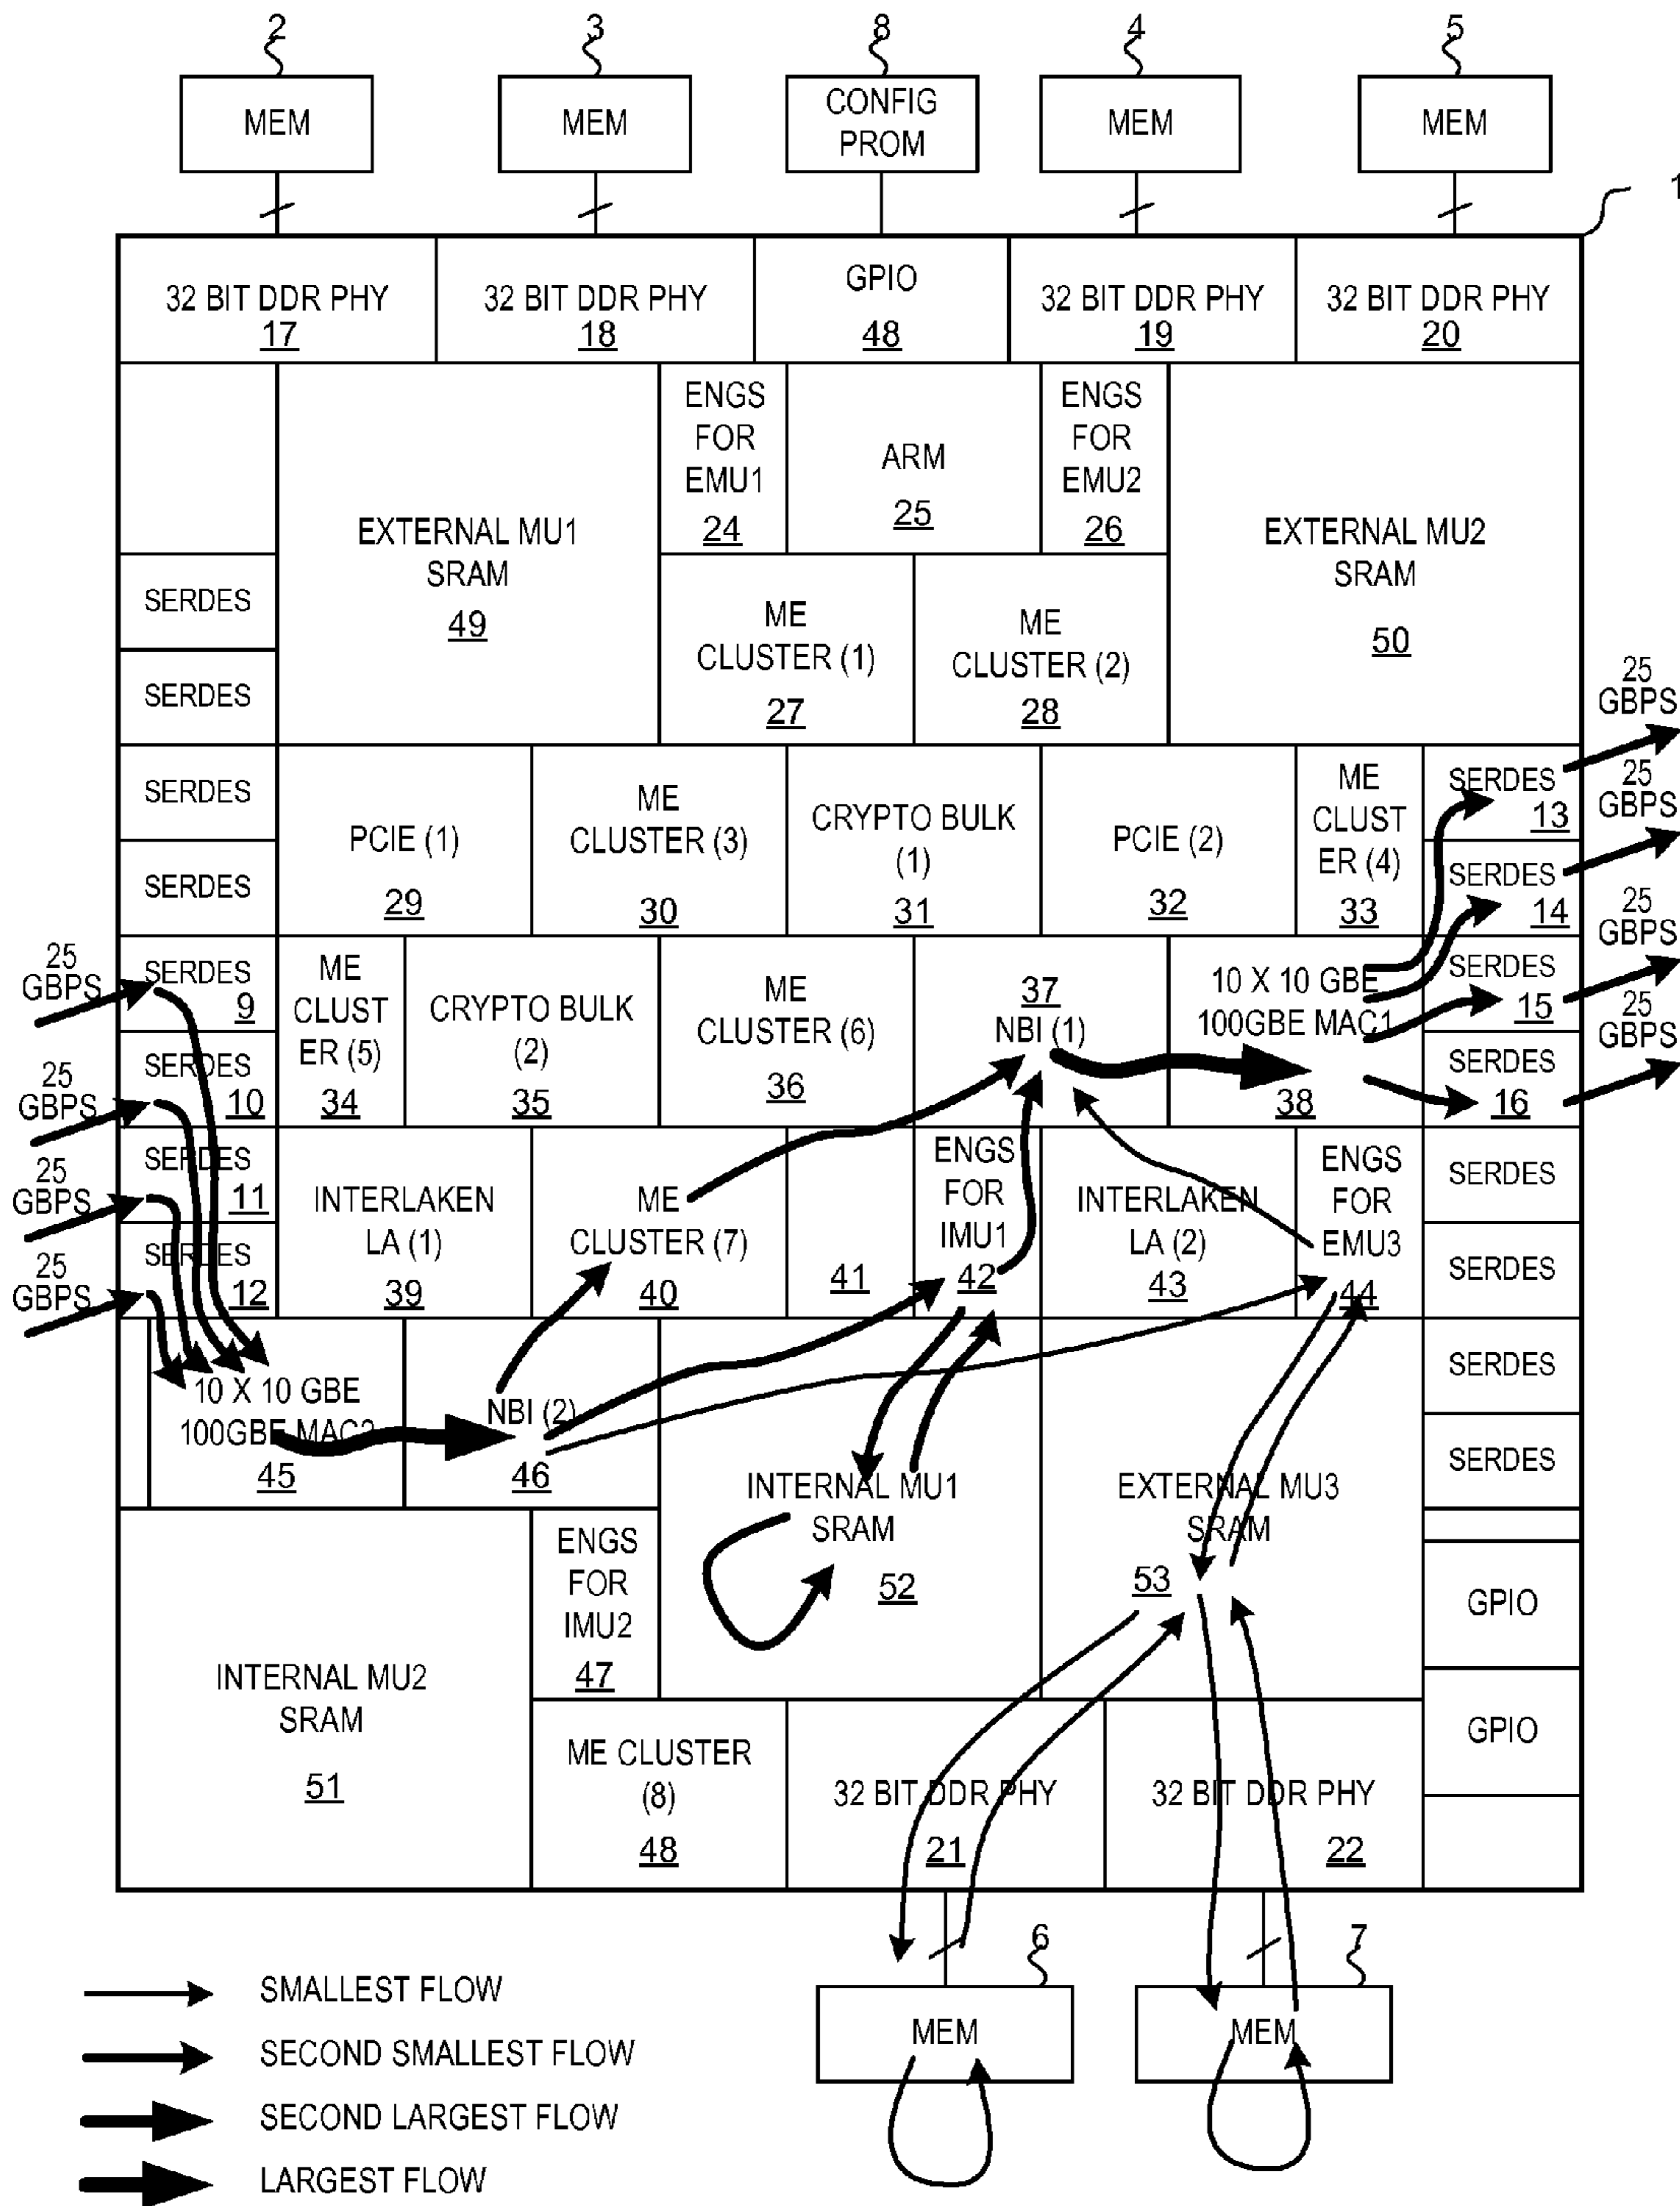 2
3
8
4
5
MEM
MEM
CONFIG
PROM
MEM
MEM
1
32 BIT DDR PHY
17
32 BIT DDR PHY
18
GPIO
48
32 BIT DDR PHY
19
32 BIT DDR PHY
20
EXTERNAL MU1
SRAM
49
ENGS
FOR
EMU1
24
ARM
25
ENGS
FOR
EMU2
26
EXTERNAL MU2
SRAM
50
SERDES
SERDES
ME
CLUSTER (1)
27
ME
CLUSTER (2)
28
25
GBPS
25
GBPS
25
GBPS
25
GBPS
SERDES
SERDES
PCIE (1)
29
ME
CLUSTER (3)
30
CRYPTO BULK
(1)
31
PCIE (2)
32
ME
CLUST
ER (4)
33
SERDES
13
SERDES
14
25
GBPS
25
GBPS
25
GBPS
25
GBPS
SERDES
9
SERDES
10
ME
CLUST
ER (5)
34
CRYPTO BULK
(2)
35
ME
CLUSTER (6)
36
37
NBI (1)
10 X 10 GBE
100GBE MAC1
38
SERDES
15
SERDES
16
SERDES
11
SERDES
12
INTERLAKEN
LA (1)
39
ME
CLUSTER (7)
40
41
ENGS
FOR
IMU1
42
INTERLAKEN
LA (2)
43
ENGS
FOR
EMU3
44
SERDES
SERDES
10 X 10 GBE
100GBE MAC2
45
NBI (2)
46
INTERNAL MU1
SRAM
52
EXTERNAL MU3
SRAM
53
SERDES
SERDES
INTERNAL MU2
SRAM
51
ENGS
FOR
IMU2
47
GPIO
GPIO
ME CLUSTER
(8)
48
32 BIT DDR PHY
21
32 BIT DDR PHY
22
6
7
MEM
MEM
SMALLEST FLOW
SECOND SMALLEST FLOW
SECOND LARGEST FLOW
LARGEST FLOW